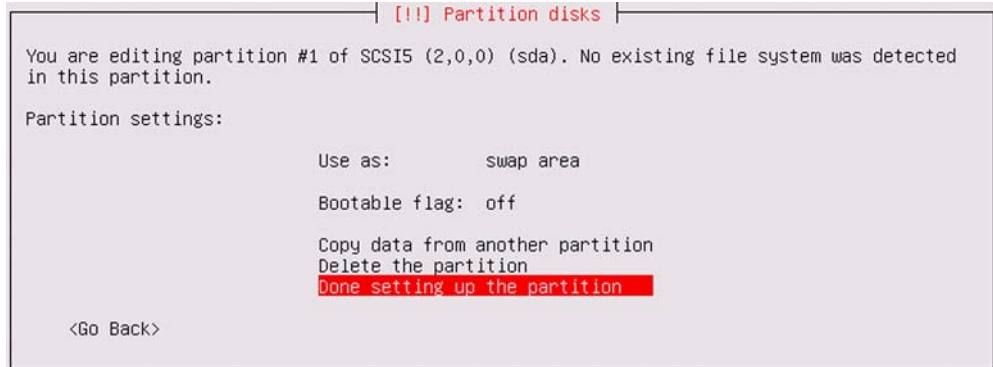 [!!] Partition disks
You are editing partition #1 of SCSI5 (2,0,0) (sda). No existing file system was detected
in this partition.
Partition settings:
Use as: swap area
Bootable flag: off
Copy data from another partition
Delete the partition
Done setting up the partition
<Go Back>